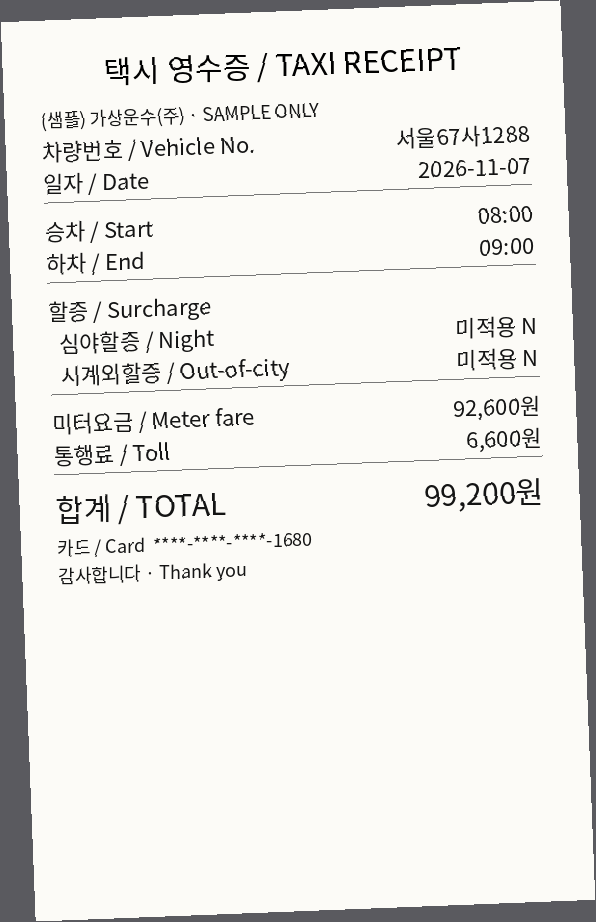 택시 영수증 / TAXI RECEIPT
(샘플) 가상운수(주) · SAMPLE ONLY
차량번호 / Vehicle No. 서울67사1288
일자 / Date 2026-11-07
승차 / Start 08:00
하차 / End 09:00
할증 / Surcharge
심야할증 / Night 미적용 N
시계외할증 / Out-of-city 미적용 N
미터요금 / Meter fare 92,600원
통행료 / Toll 6,600원
합계 / TOTAL 99,200원
카드 / Card ****-****-****-1680
감사합니다 · Thank you